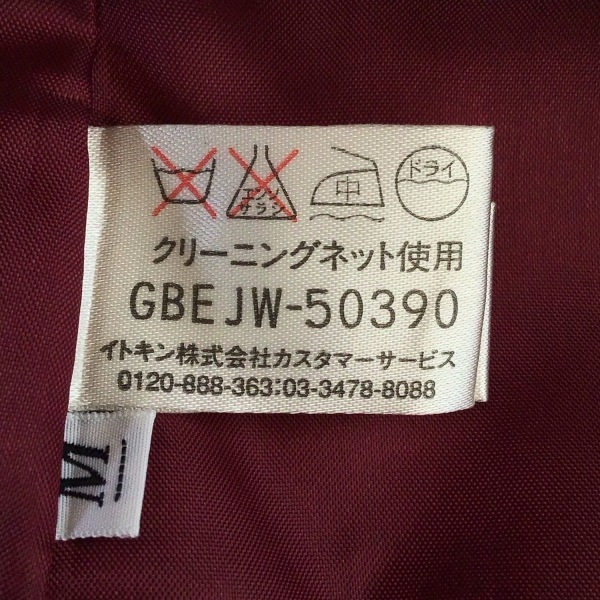 エンソ
サラシ
中
ドライ
クリーニングネット使用
GBEJW-50390
イトキン株式会社カスタマーサービス
0120-888-363:03-3478-8088
M